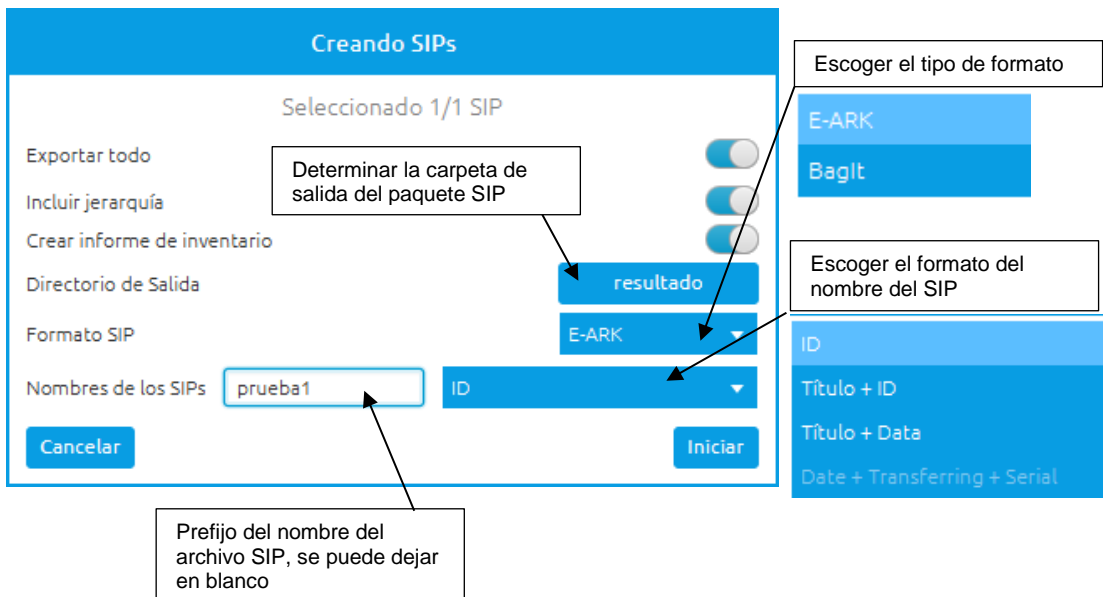 Creando SIPs
Seleccionado 1/1 SIP
Exportar todo
Incluir jerarquía
Crear informe de inventario
Directorio de Salida
resultado
Formato SIP
E-ARK
Nombres de los SIPs
prueba1
ID
Cancelar
Iniciar
Determinar la carpeta de
salida del paquete SIP
Escoger el tipo de formato
E-ARK
BagIt
Escoger el formato del
nombre del SIP
ID
Título + ID
Título + Data
Date + Transferring + Serial
Prefijo del nombre del
archivo SIP, se puede dejar
en blanco